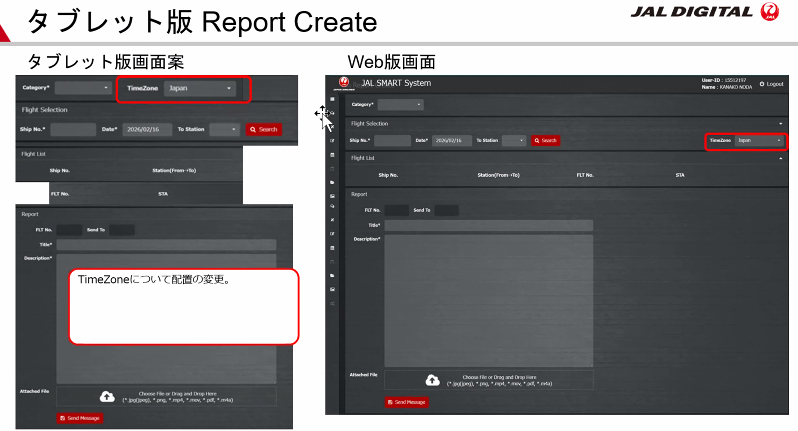 タブレット版 Report Create
JAL DIGITAL
タブレット版画面案
Web版画面
Category*
TimeZone
Japan
Flight Selection
Ship No.*
Date*
2026/02/16
To Station
Search
Flight List
Ship No.
Station(From→To)
FLT No.
STA
Report
FLT No.
Send To
Title*
Description*
TimeZoneについて配置の変更。
Attached File
Choose File or Drag and Drop Here
(*.jpg(jpeg), *.png, *.mp4, *.mov, *.pdf, *.m4a)
Send Message
JAL SMART System
User-ID : 15512197
Name : KANAKO NODA
Logout
Category*
Flight Selection
Ship No.*
Date*
2026/02/16
To Station
Search
TimeZone
Japan
Flight List
Ship No.
Station(From→To)
FLT No.
STA
Report
FLT No.
Send To
Title*
Description*
Attached File
Choose File or Drag and Drop Here
(*.jpg(jpeg), *.png, *.mp4, *.mov, *.pdf, *.m4a)
Send Message